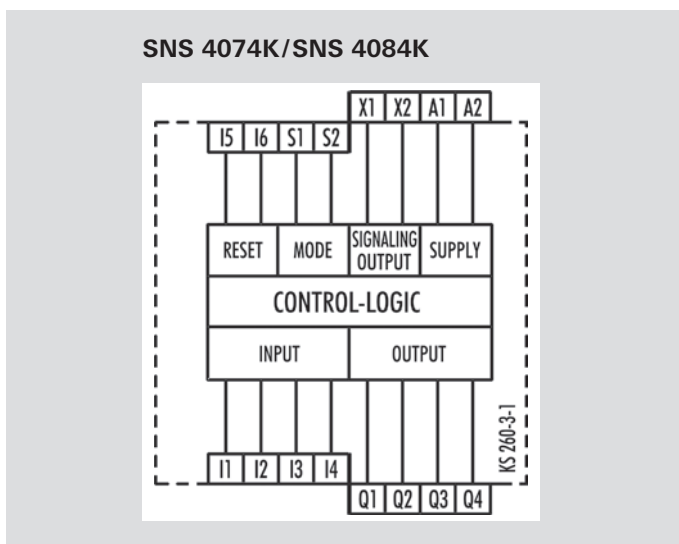 SNS 4074K/SNS 4084K
X1 X2 A1 A2
I5 I6 S1 S2
RESET MODE SIGNALING OUTPUT SUPPLY
CONTROL-LOGIC
INPUT OUTPUT
KS 260-3-1
I1 I2 I3 I4
Q1 Q2 Q3 Q4